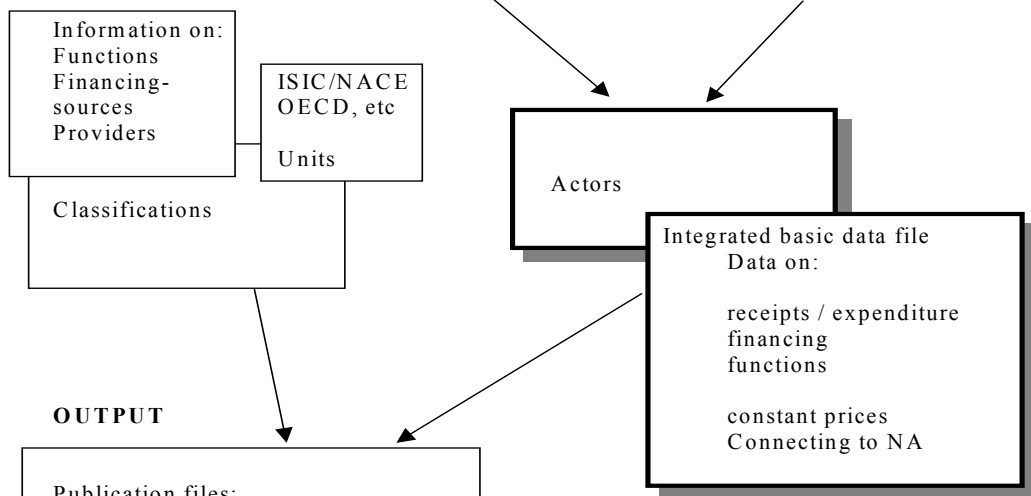 Information on:
Functions
Financing-
sources
Providers
ISIC/NACE
OECD, etc
Units
Classifications
Actors
Integrated basic data file
Data on:
receipts / expenditure
financing
functions
constant prices
Connecting to NA
OUTPUT
Publication files: